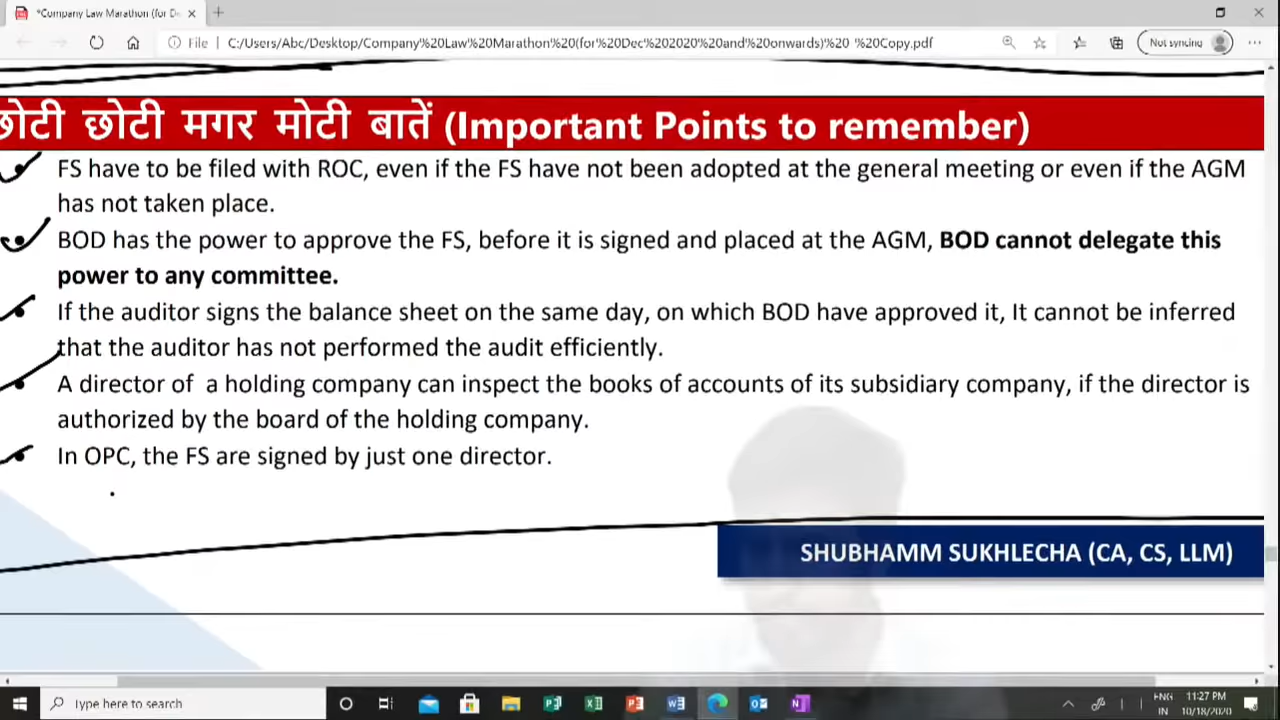 *Company Law Marathon (for De
File
C:/Users/Abc/Desktop/Company%20Law%20Marathon%20(for%20Dec%202020%20and%20onwards)%20 %20Copy.pdf
Not syncing
छोटी छोटी मगर मोटी बातें (Important Points to remember)
FS have to be filed with ROC, even if the FS have not been adopted at the general meeting or even if the AGM
has not taken place.
BOD has the power to approve the FS, before it is signed and placed at the AGM, BOD cannot delegate this
power to any committee.
If the auditor signs the balance sheet on the same day, on which BOD have approved it, It cannot be inferred
that the auditor has not performed the audit efficiently.
A director of a holding company can inspect the books of accounts of its subsidiary company, if the director is
authorized by the board of the holding company.
In OPC, the FS are signed by just one director.
SHUBHAMM SUKHLECHA (CA, CS, LLM)
Type here to search
ENG
IN
11:27 PM
10/18/2020